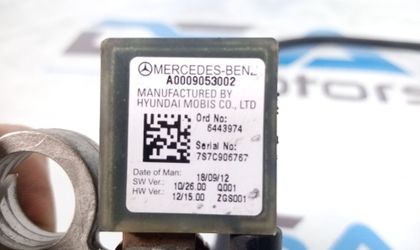 MERCEDES-BENZ
A0009053002
MANUFACTURED BY
HYUNDAI MOBIS CO., LTD
Ord No:
6443974
Serial No:
7S7C906767
Date of Man: 18/09/12
SW Ver.: 10/26.00 Q001
HW Ver.: 12/15.00 ZGS001